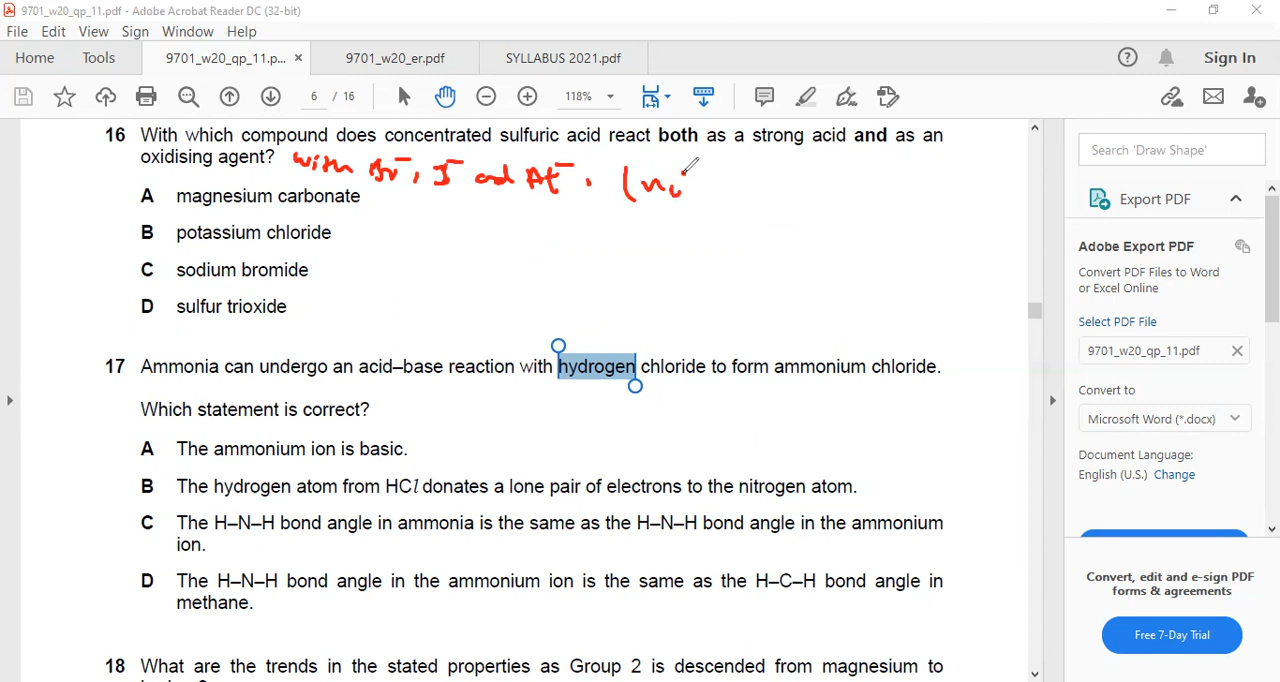 9701_w20_qp_11.pdf - Adobe Acrobat Reader DC (32-bit)
File Edit View Sign Window Help
Home Tools 9701_w20_qp_11.p... × 9701_w20_er.pdf SYLLABUS 2021.pdf ? Sign In
6 / 16 118%
16 With which compound does concentrated sulfuric acid react both as a strong acid and as an
oxidising agent? with Br⁻, I⁻ and At⁻. (
A magnesium carbonate
B potassium chloride
C sodium bromide
D sulfur trioxide
17 Ammonia can undergo an acid–base reaction with hydrogen chloride to form ammonium chloride.
Which statement is correct?
A The ammonium ion is basic.
B The hydrogen atom from HCl donates a lone pair of electrons to the nitrogen atom.
C The H–N–H bond angle in ammonia is the same as the H–N–H bond angle in the ammonium
ion.
D The H–N–H bond angle in the ammonium ion is the same as the H–C–H bond angle in
methane.
18 What are the trends in the stated properties as Group 2 is descended from magnesium to
Search 'Draw Shape'
Export PDF
Adobe Export PDF
Convert PDF Files to Word
or Excel Online
Select PDF File
9701_w20_qp_11.pdf
Convert to
Microsoft Word (*.docx)
Document Language:
English (U.S.) Change
Convert, edit and e-sign PDF
forms & agreements
Free 7-Day Trial